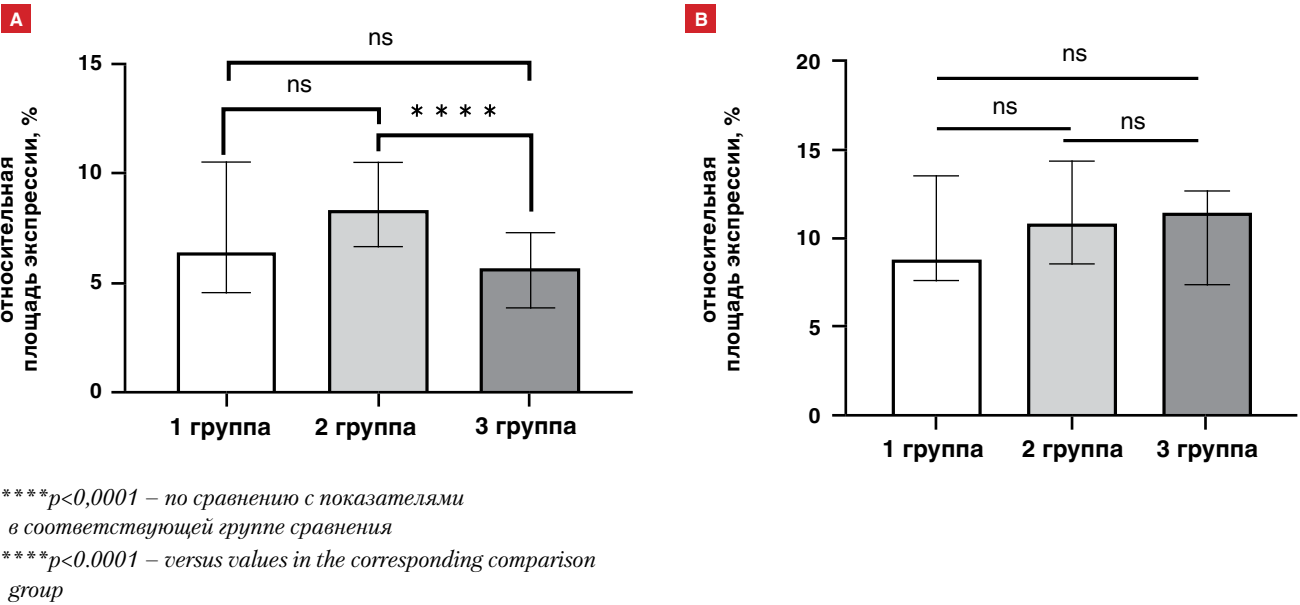 A
ns
15
ns
* * * *
10
5
0
относительная
площадь экспрессии, %
1 группа 2 группа 3 группа
****p<0,0001 – по сравнению с показателями
в соответствующей группе сравнения
****p<0.0001 – versus values in the corresponding comparison
group
B
20
ns
ns
ns
15
10
5
0
относительная
площадь экспрессии, %
1 группа 2 группа 3 группа